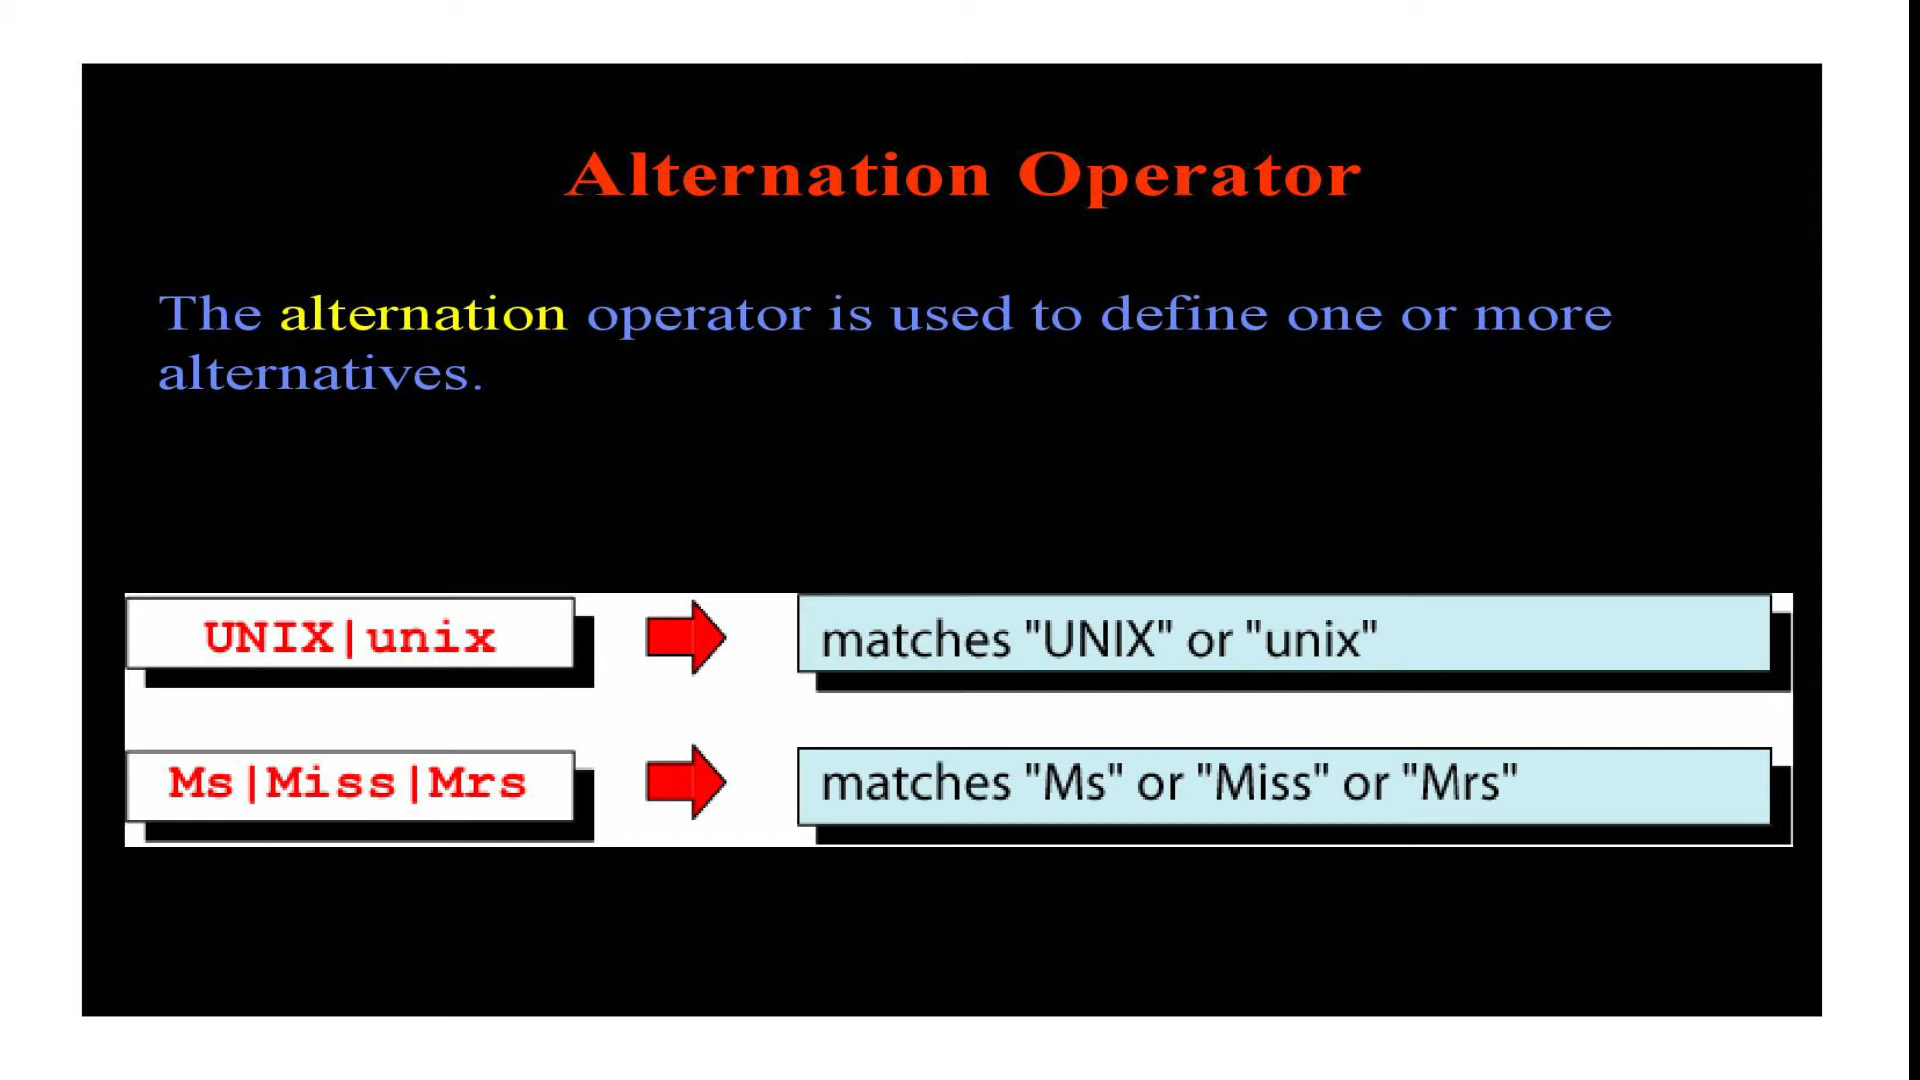 Alternation Operator
The alternation operator is used to define one or more
alternatives.
UNIX|unix
matches "UNIX" or "unix"
Ms|Miss|Mrs
matches "Ms" or "Miss" or "Mrs"